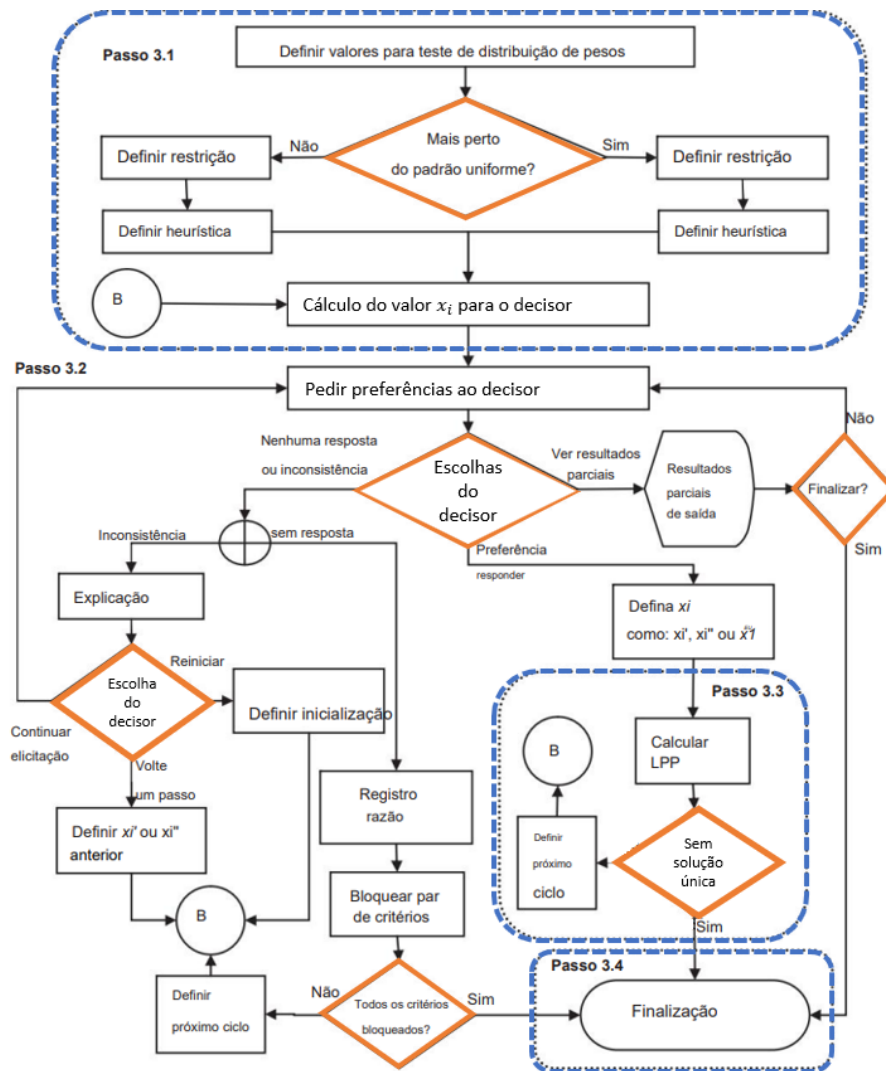 Passo 3.1
Definir valores para teste de distribuição de pesos
Não
Mais perto
do padrão uniforme?
Sim
Definir restrição
Definir restrição
Definir heurística
Definir heurística
B
Cálculo do valor xᵢ para o decisor
Passo 3.2
Pedir preferências ao decisor
Não
Nenhuma resposta
ou inconsistência
Escolhas
do
decisor
Ver resultados
parciais
Resultados
parciais
de saída
Finalizar?
Sim
Inconsistência
sem resposta
Preferência
responder
Explicação
Defina xi
como: xi', xi" ou x1
Reiniciar
Escolha
do
decisor
Passo 3.3
Definir inicialização
Continuar
elicitação
Volte
um passo
B
Calcular
LPP
Registro
razão
Definir xi' ou xi"
anterior
Definir
próximo
ciclo
Sem
solução
única
Bloquear par
de critérios
B
Sim
Passo 3.4
Definir
próximo ciclo
Não
Todos os critérios
bloqueados?
Sim
Finalização